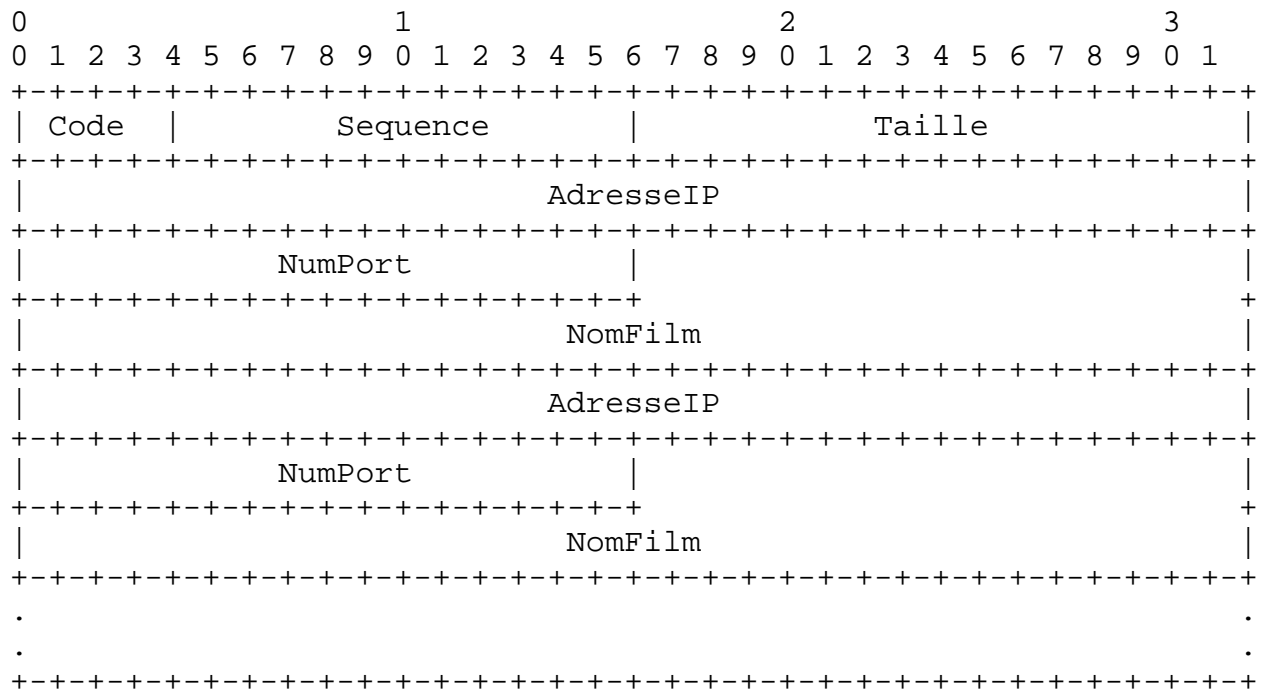 0                   1                   2                   3
0 1 2 3 4 5 6 7 8 9 0 1 2 3 4 5 6 7 8 9 0 1 2 3 4 5 6 7 8 9 0 1
+-+-+-+-+-+-+-+-+-+-+-+-+-+-+-+-+-+-+-+-+-+-+-+-+-+-+-+-+-+-+-+-+
| Code  |        Sequence       |            Taille             |
+-+-+-+-+-+-+-+-+-+-+-+-+-+-+-+-+-+-+-+-+-+-+-+-+-+-+-+-+-+-+-+-+
|                           AdresseIP                           |
+-+-+-+-+-+-+-+-+-+-+-+-+-+-+-+-+-+-+-+-+-+-+-+-+-+-+-+-+-+-+-+-+
|             NumPort           |                               |
+-+-+-+-+-+-+-+-+-+-+-+-+-+-+-+-+                               +
|                            NomFilm                            |
+-+-+-+-+-+-+-+-+-+-+-+-+-+-+-+-+-+-+-+-+-+-+-+-+-+-+-+-+-+-+-+-+
|                           AdresseIP                           |
+-+-+-+-+-+-+-+-+-+-+-+-+-+-+-+-+-+-+-+-+-+-+-+-+-+-+-+-+-+-+-+-+
|             NumPort           |                               |
+-+-+-+-+-+-+-+-+-+-+-+-+-+-+-+-+                               +
|                            NomFilm                            |
+-+-+-+-+-+-+-+-+-+-+-+-+-+-+-+-+-+-+-+-+-+-+-+-+-+-+-+-+-+-+-+-+
.                                                               .
.                                                               .
+-+-+-+-+-+-+-+-+-+-+-+-+-+-+-+-+-+-+-+-+-+-+-+-+-+-+-+-+-+-+-+-+